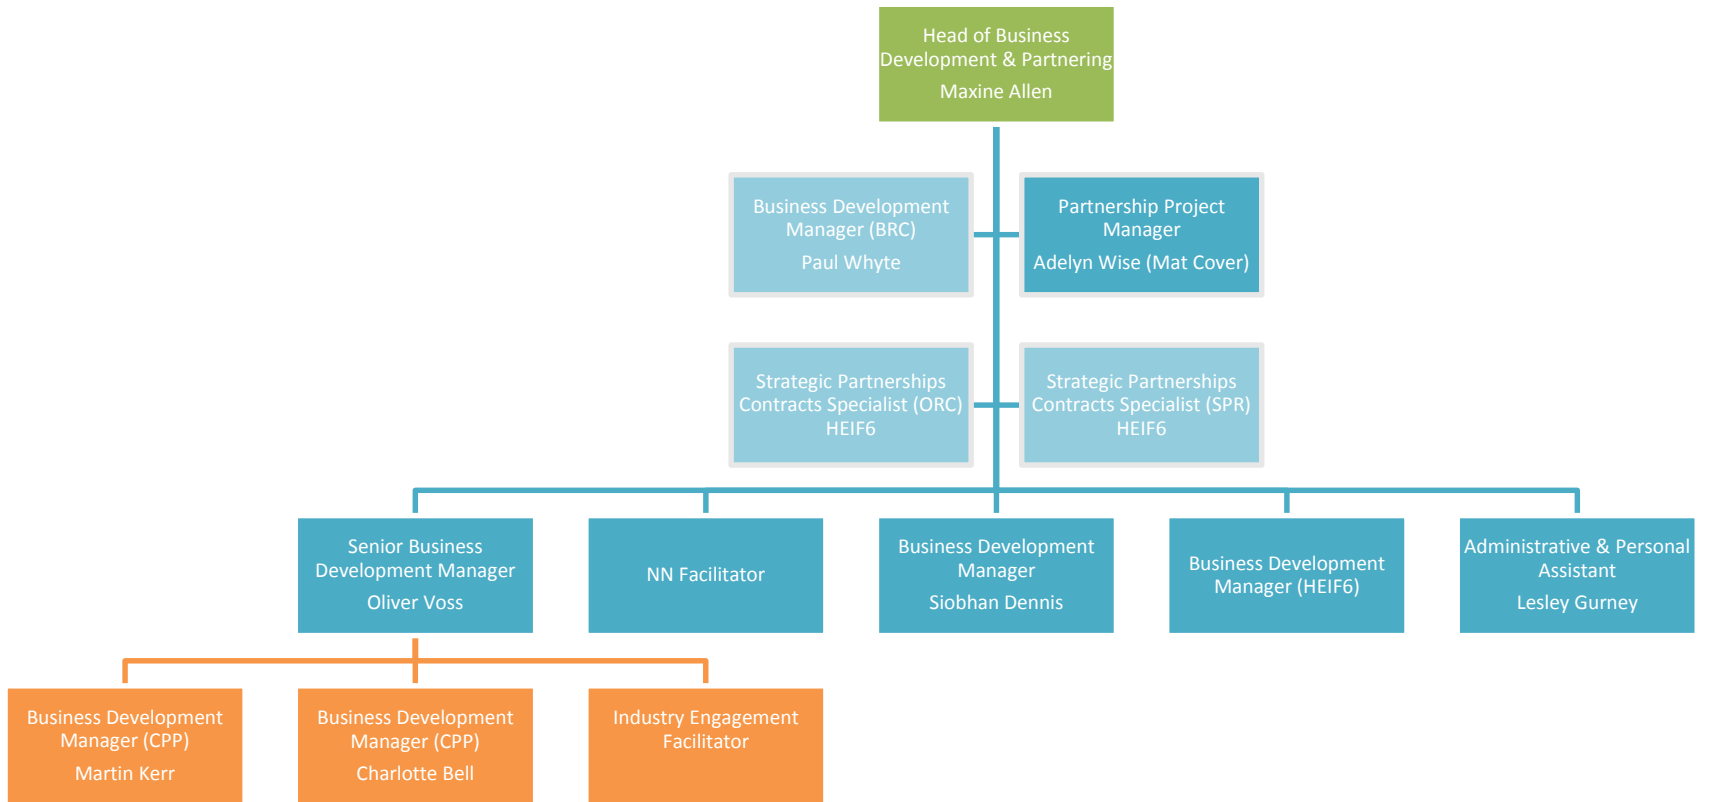 Head of Business
Development & Partnering
Maxine Allen
Business Development
Manager (BRC)
Paul Whyte
Partnership Project
Manager
Adelyn Wise (Mat Cover)
Strategic Partnerships
Contracts Specialist (ORC)
HEIF6
Strategic Partnerships
Contracts Specialist (SPR)
HEIF6
Senior Business
Development Manager
Oliver Voss
NN Facilitator
Business Development
Manager
Siobhan Dennis
Business Development
Manager (HEIF6)
Administrative & Personal
Assistant
Lesley Gurney
Business Development
Manager (CPP)
Martin Kerr
Business Development
Manager (CPP)
Charlotte Bell
Industry Engagement
Facilitator